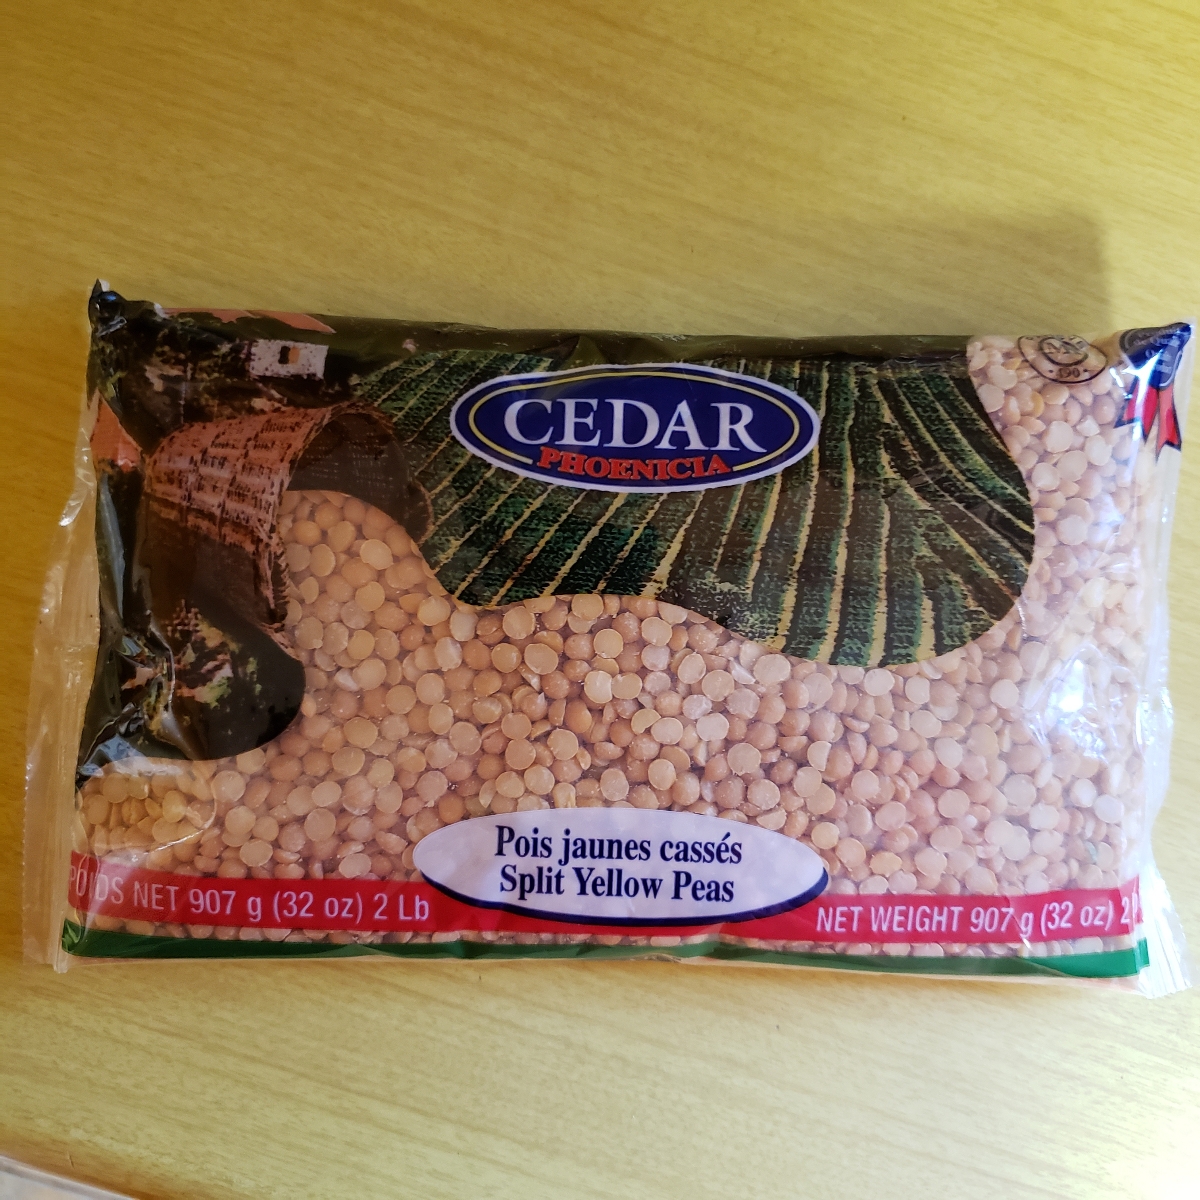 CEDAR
PHOENICIA
Pois jaunes cassés
Split Yellow Peas
POIDS NET 907 g (32 oz) 2 Lb
NET WEIGHT 907 g (32 oz) 2